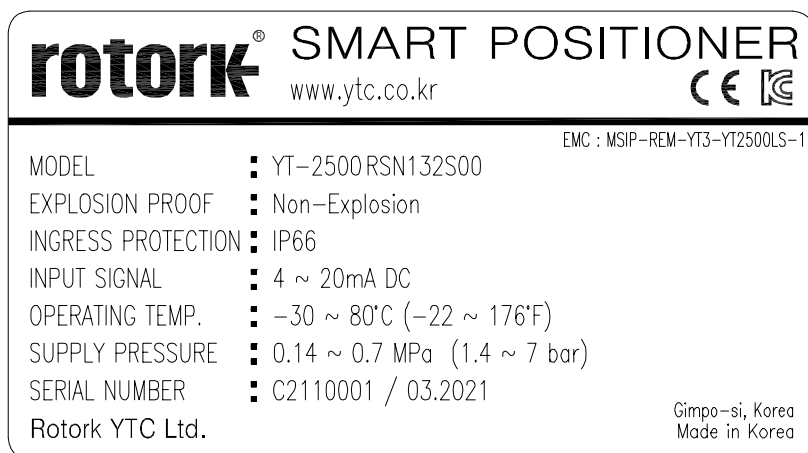 rotork® SMART POSITIONER
www.ytc.co.kr
CE KC
EMC : MSIP-REM-YT3-YT2500LS-1
MODEL : YT-2500RSN132S00
EXPLOSION PROOF : Non-Explosion
INGRESS PROTECTION : IP66
INPUT SIGNAL : 4 ~ 20mA DC
OPERATING TEMP. : -30 ~ 80°C (-22 ~ 176°F)
SUPPLY PRESSURE : 0.14 ~ 0.7 MPa (1.4 ~ 7 bar)
SERIAL NUMBER : C2110001 / 03.2021
Rotork YTC Ltd.
Gimpo-si, Korea
Made in Korea